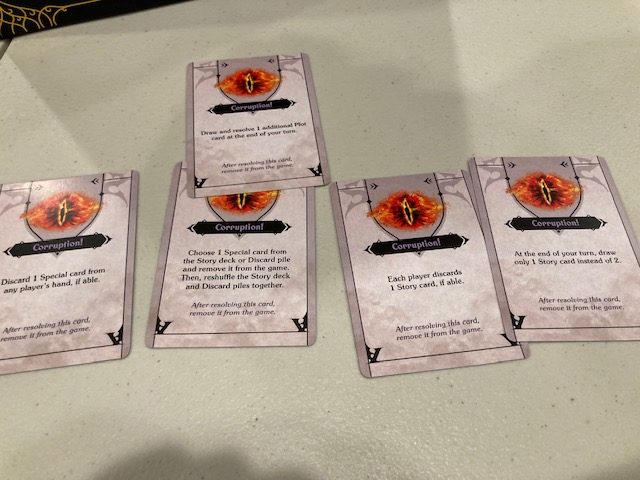 Corruption!
Draw and resolve 1 additional Plot
card at the end of your turn.
After resolving this card,
remove it from the game.
Corruption!
Discard 1 Special card from
any player's hand, if able.
After resolving this card,
remove it from the game.
Corruption!
Choose 1 Special card from
the Story deck or Discard pile
and remove it from the game.
Then, reshuffle the Story deck
and Discard piles together.
After resolving this card,
remove it from the game.
Corruption!
Each player discards
1 Story card, if able.
After resolving this card,
remove it from the game.
Corruption!
At the end of your turn, draw
only 1 Story card instead of 2.
After resolving this card,
remove it from the game.